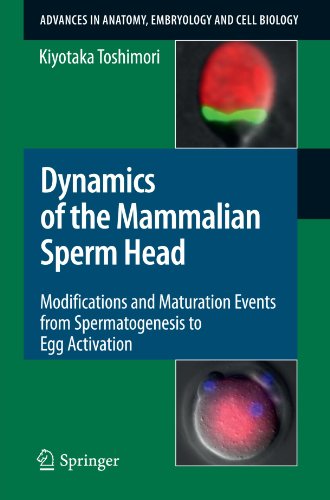 ADVANCES IN ANATOMY, EMBRYOLOGY AND CELL BIOLOGY
Kiyotaka Toshimori
Dynamics
of the Mammalian
Sperm Head
Modifications and Maturation Events
from Spermatogenesis to
Egg Activation
Springer